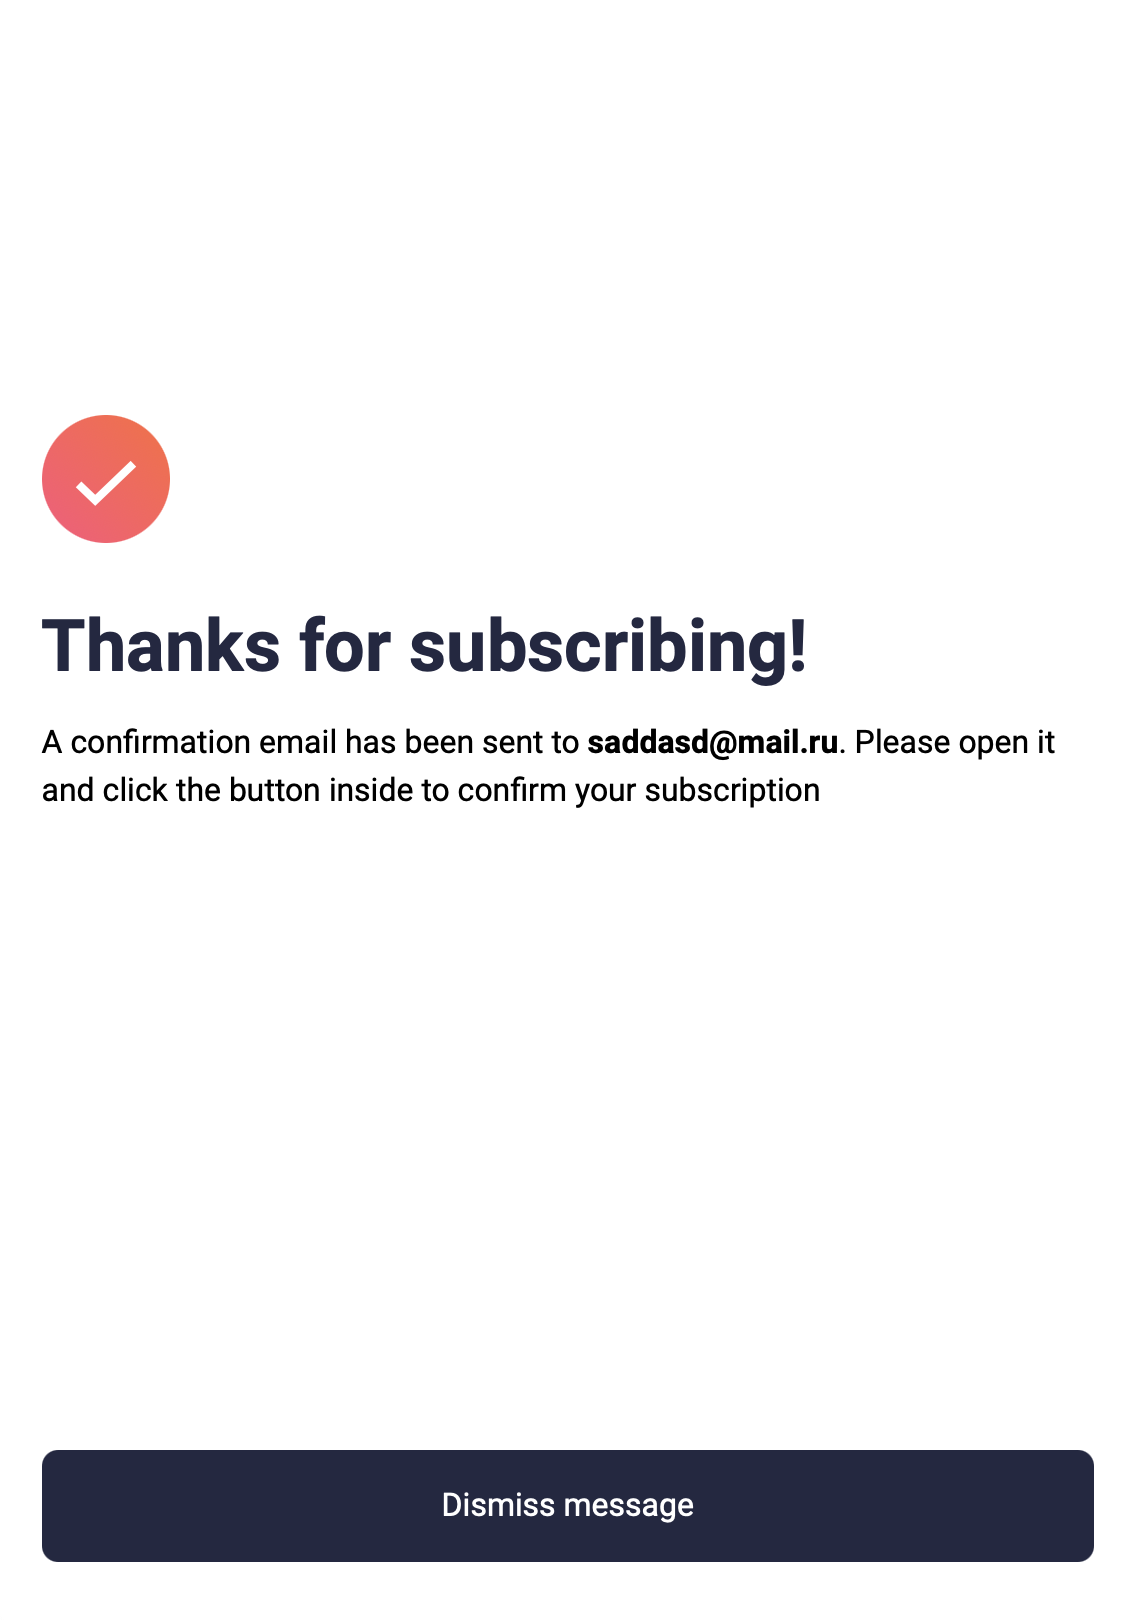 Thanks for subscribing!
A confirmation email has been sent to saddasd@mail.ru. Please open it
and click the button inside to confirm your subscription
Dismiss message